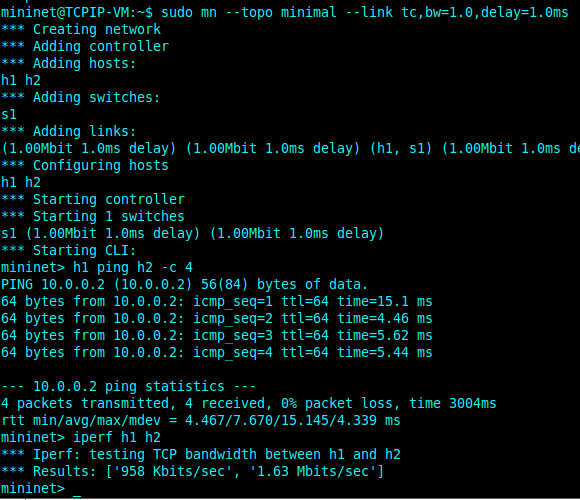 mininet@TCPIP-VM:~$ sudo mn --topo minimal --link tc,bw=1.0,delay=1.0ms
*** Creating network
*** Adding controller
*** Adding hosts:
h1 h2
*** Adding switches:
s1
*** Adding links:
(1.00Mbit 1.0ms delay) (1.00Mbit 1.0ms delay) (h1, s1) (1.00Mbit 1.0ms de
*** Configuring hosts
h1 h2
*** Starting controller
*** Starting 1 switches
s1 (1.00Mbit 1.0ms delay) (1.00Mbit 1.0ms delay)
*** Starting CLI:
mininet> h1 ping h2 -c 4
PING 10.0.0.2 (10.0.0.2) 56(84) bytes of data.
64 bytes from 10.0.0.2: icmp_seq=1 ttl=64 time=15.1 ms
64 bytes from 10.0.0.2: icmp_seq=2 ttl=64 time=4.46 ms
64 bytes from 10.0.0.2: icmp_seq=3 ttl=64 time=5.62 ms
64 bytes from 10.0.0.2: icmp_seq=4 ttl=64 time=5.44 ms
--- 10.0.0.2 ping statistics ---
4 packets transmitted, 4 received, 0% packet loss, time 3004ms
rtt min/avg/max/mdev = 4.467/7.670/15.145/4.339 ms
mininet> iperf h1 h2
*** Iperf: testing TCP bandwidth between h1 and h2
*** Results: ['958 Kbits/sec', '1.63 Mbits/sec']
mininet> _